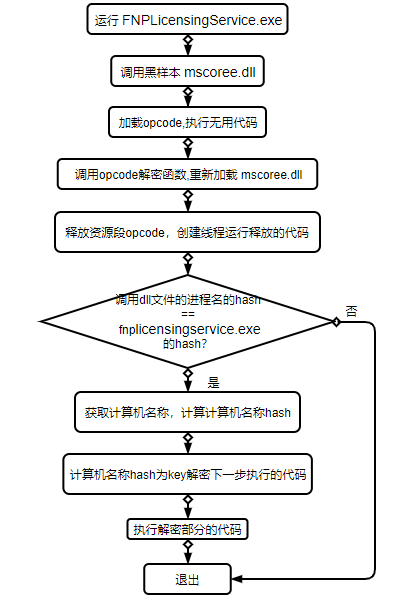 运行 FNPLicensingService.exe
调用黑样本 mscoree.dll
加载opcode,执行无用代码
调用opcode解密函数,重新加载 mscoree.dll
释放资源段opcode，创建线程运行释放的代码
调用dll文件的进程名的hash
==
fnplicensingservice.exe
的hash?
否
是
获取计算机名称，计算计算机名称hash
计算机名称hash为key解密下一步执行的代码
执行解密部分的代码
退出